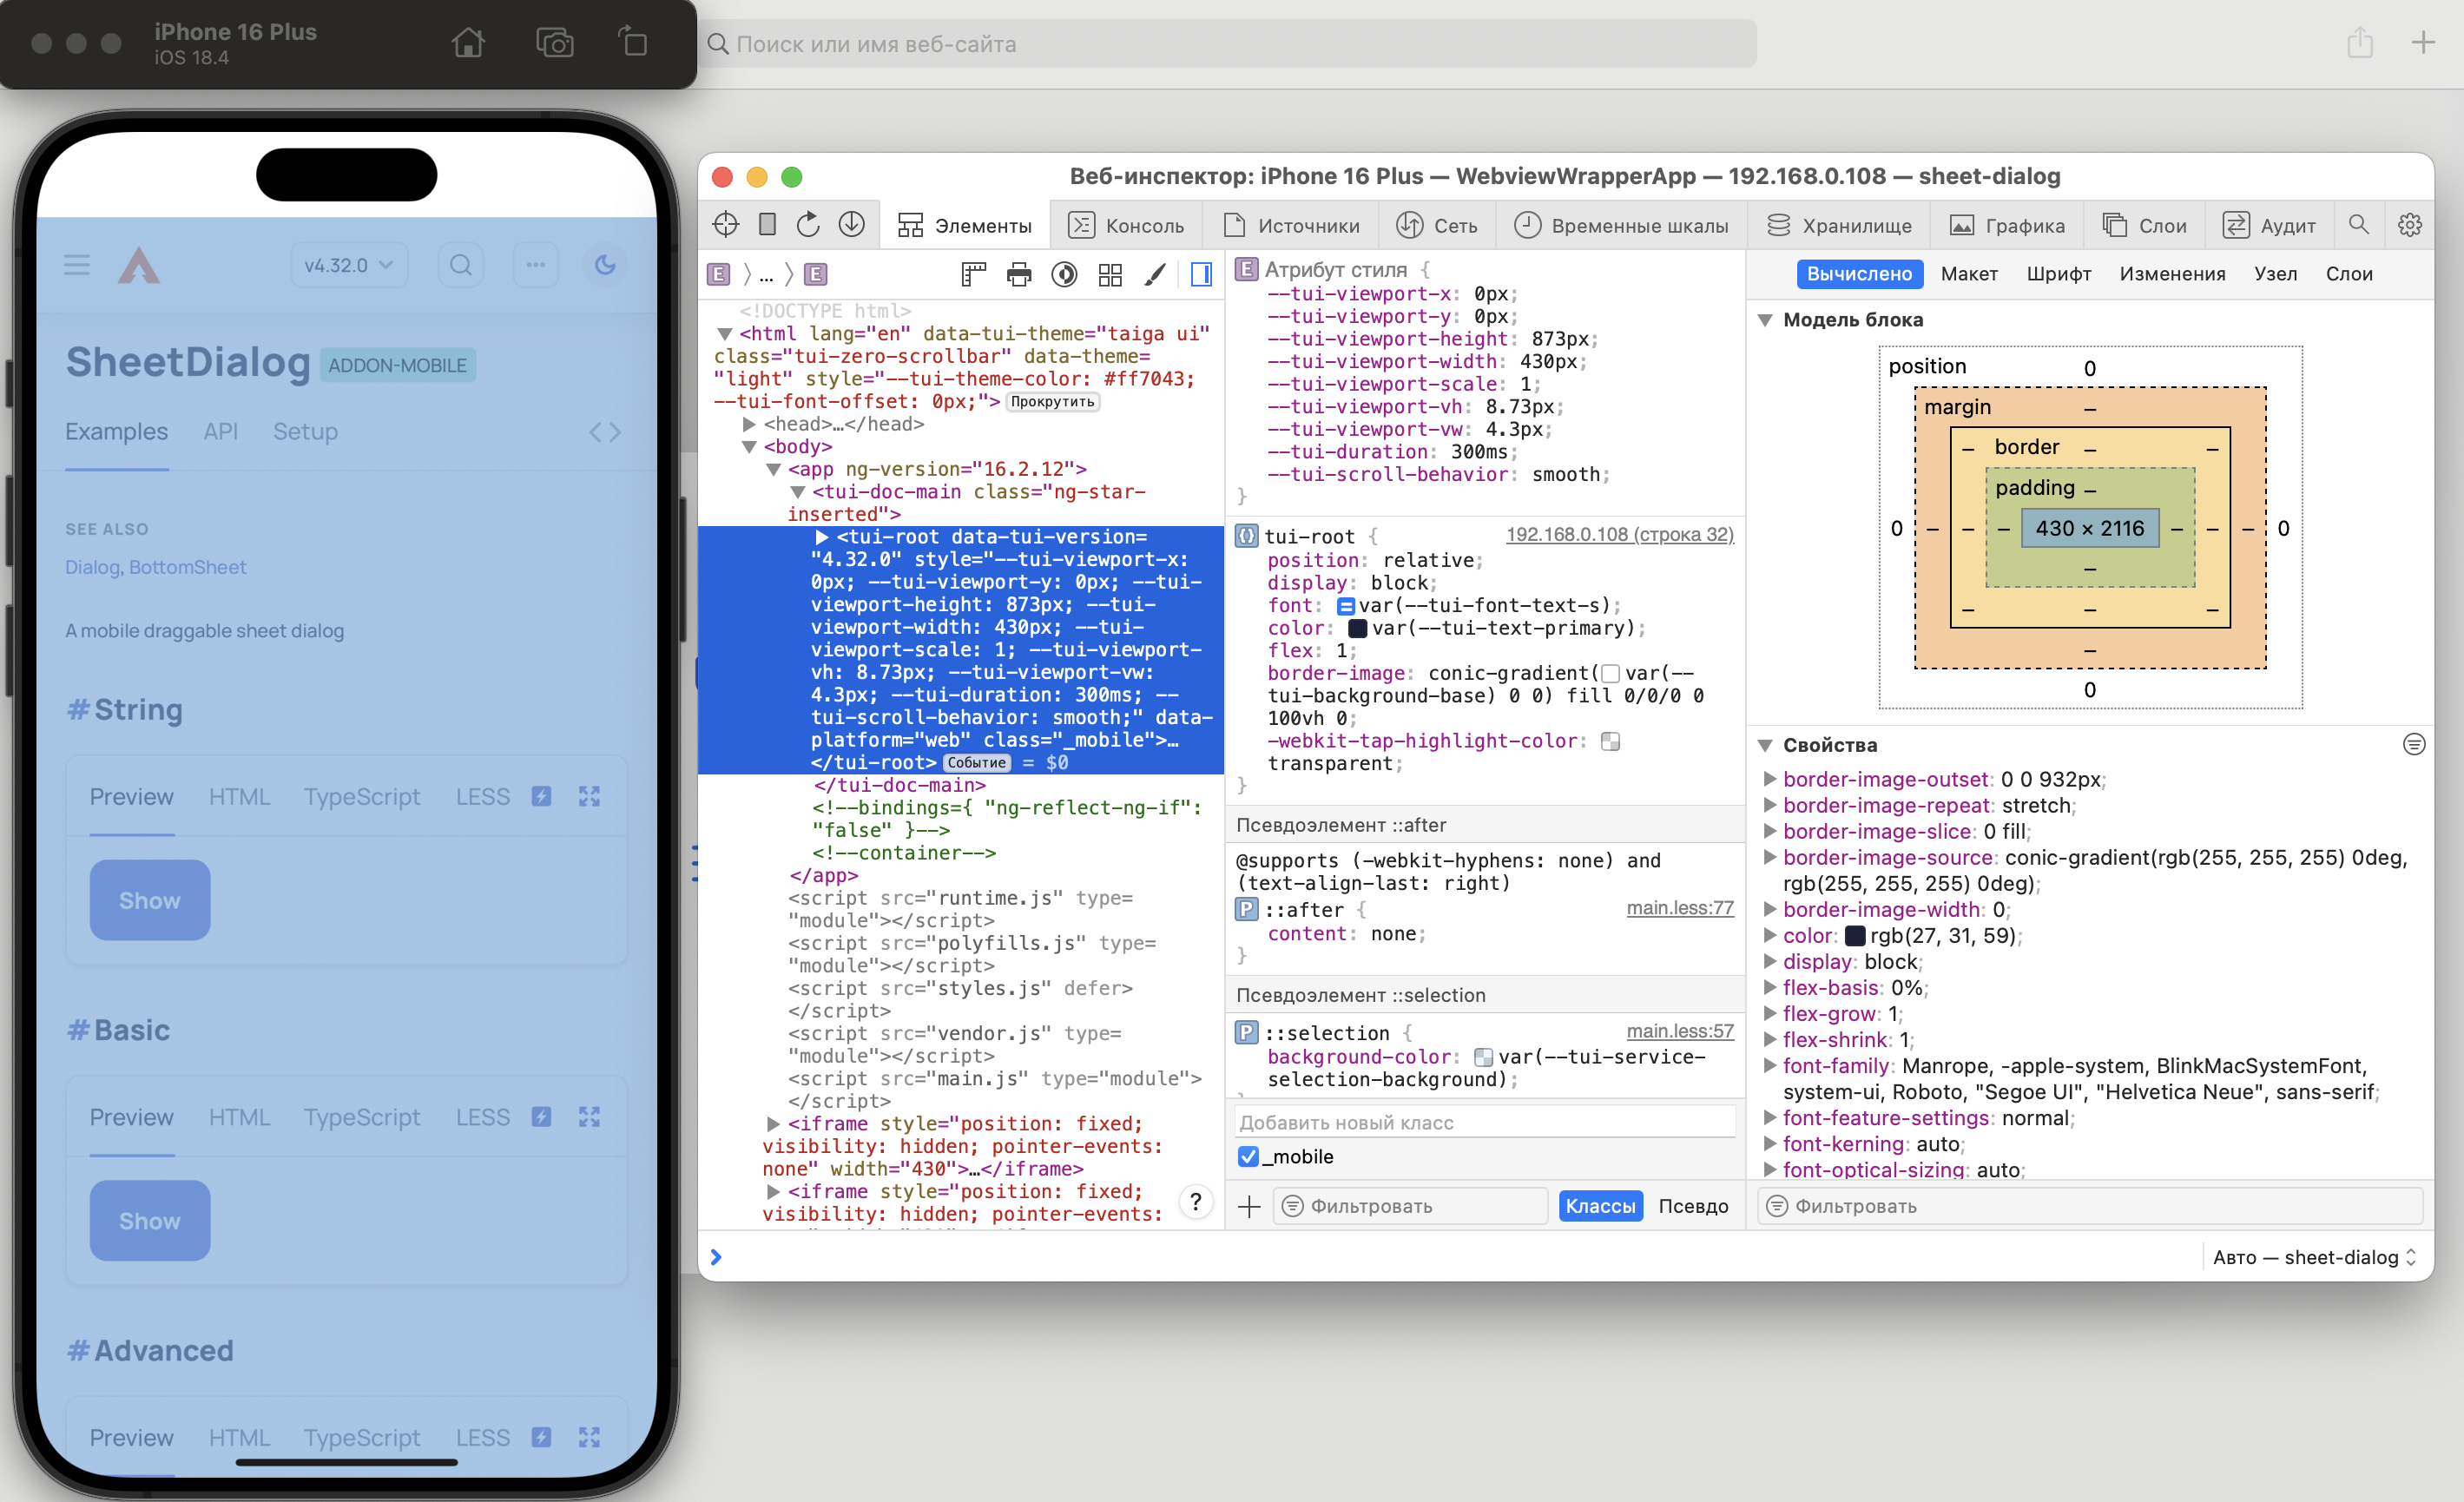 iPhone 16 Plus
iOS 18.4
Поиск или имя веб-сайта
v4.32.0
SheetDialog ADDON-MOBILE
Examples API Setup
SEE ALSO
Dialog, BottomSheet
A mobile draggable sheet dialog
# String
Preview HTML TypeScript LESS
Show
# Basic
Preview HTML TypeScript LESS
Show
# Advanced
Preview HTML TypeScript LESS
Веб-инспектор: iPhone 16 Plus — WebviewWrapperApp — 192.168.0.108 — sheet-dialog
Элементы Консоль Источники Сеть Временные шкалы Хранилище Графика Слои Аудит
E 〉 ... 〉 E
<!DOCTYPE html>
<html lang="en" data-tui-theme="taiga ui"
class="tui-zero-scrollbar" data-theme=
"light" style="--tui-theme-color: #ff7043;
--tui-font-offset: 0px;"> Прокрутить
<head>…</head>
<body>
<app ng-version="16.2.12">
<tui-doc-main class="ng-star-
inserted">
<tui-root data-tui-version=
"4.32.0" style="--tui-viewport-x:
0px; --tui-viewport-y: 0px; --tui-
viewport-height: 873px; --tui-
viewport-width: 430px; --tui-
viewport-scale: 1; --tui-viewport-
vh: 8.73px; --tui-viewport-vw:
4.3px; --tui-duration: 300ms; --
tui-scroll-behavior: smooth;" data-
platform="web" class="_mobile">…
</tui-root> Событие = $0
</tui-doc-main>
<!--bindings={ "ng-reflect-ng-if":
"false" }-->
<!--container-->
</app>
<script src="runtime.js" type=
"module"></script>
<script src="polyfills.js" type=
"module"></script>
<script src="styles.js" defer>
</script>
<script src="vendor.js" type=
"module"></script>
<script src="main.js" type="module">
</script>
<iframe style="position: fixed;
visibility: hidden; pointer-events:
none" width="430">…</iframe>
<iframe style="position: fixed;
visibility: hidden; pointer-events:
?
E Атрибут стиля {
--tui-viewport-x: 0px;
--tui-viewport-y: 0px;
--tui-viewport-height: 873px;
--tui-viewport-width: 430px;
--tui-viewport-scale: 1;
--tui-viewport-vh: 8.73px;
--tui-viewport-vw: 4.3px;
--tui-duration: 300ms;
--tui-scroll-behavior: smooth;
}
tui-root { 192.168.0.108 (строка 32)
position: relative;
display: block;
font: var(--tui-font-text-s);
color: var(--tui-text-primary);
flex: 1;
border-image: conic-gradient( var(--
tui-background-base) 0 0) fill 0/0/0 0
100vh 0;
-webkit-tap-highlight-color:
transparent;
}
Псевдоэлемент ::after
@supports (-webkit-hyphens: none) and
(text-align-last: right)
P ::after { main.less:77
content: none;
}
Псевдоэлемент ::selection
P ::selection { main.less:57
background-color: var(--tui-service-
selection-background);
Добавить новый класс
_mobile
Фильтровать Классы Псевдо
Вычислено Макет Шрифт Изменения Узел Слои
Модель блока
position 0
margin –
border –
padding –
0 – – – 430 × 2116 – – – 0
–
– – –
–
0
Свойства
border-image-outset: 0 0 932px;
border-image-repeat: stretch;
border-image-slice: 0 fill;
border-image-source: conic-gradient(rgb(255, 255, 255) 0deg,
rgb(255, 255, 255) 0deg);
border-image-width: 0;
color: rgb(27, 31, 59);
display: block;
flex-basis: 0%;
flex-grow: 1;
flex-shrink: 1;
font-family: Manrope, -apple-system, BlinkMacSystemFont,
system-ui, Roboto, "Segoe UI", "Helvetica Neue", sans-serif;
font-feature-settings: normal;
font-kerning: auto;
font-optical-sizing: auto;
Фильтровать
Авто — sheet-dialog